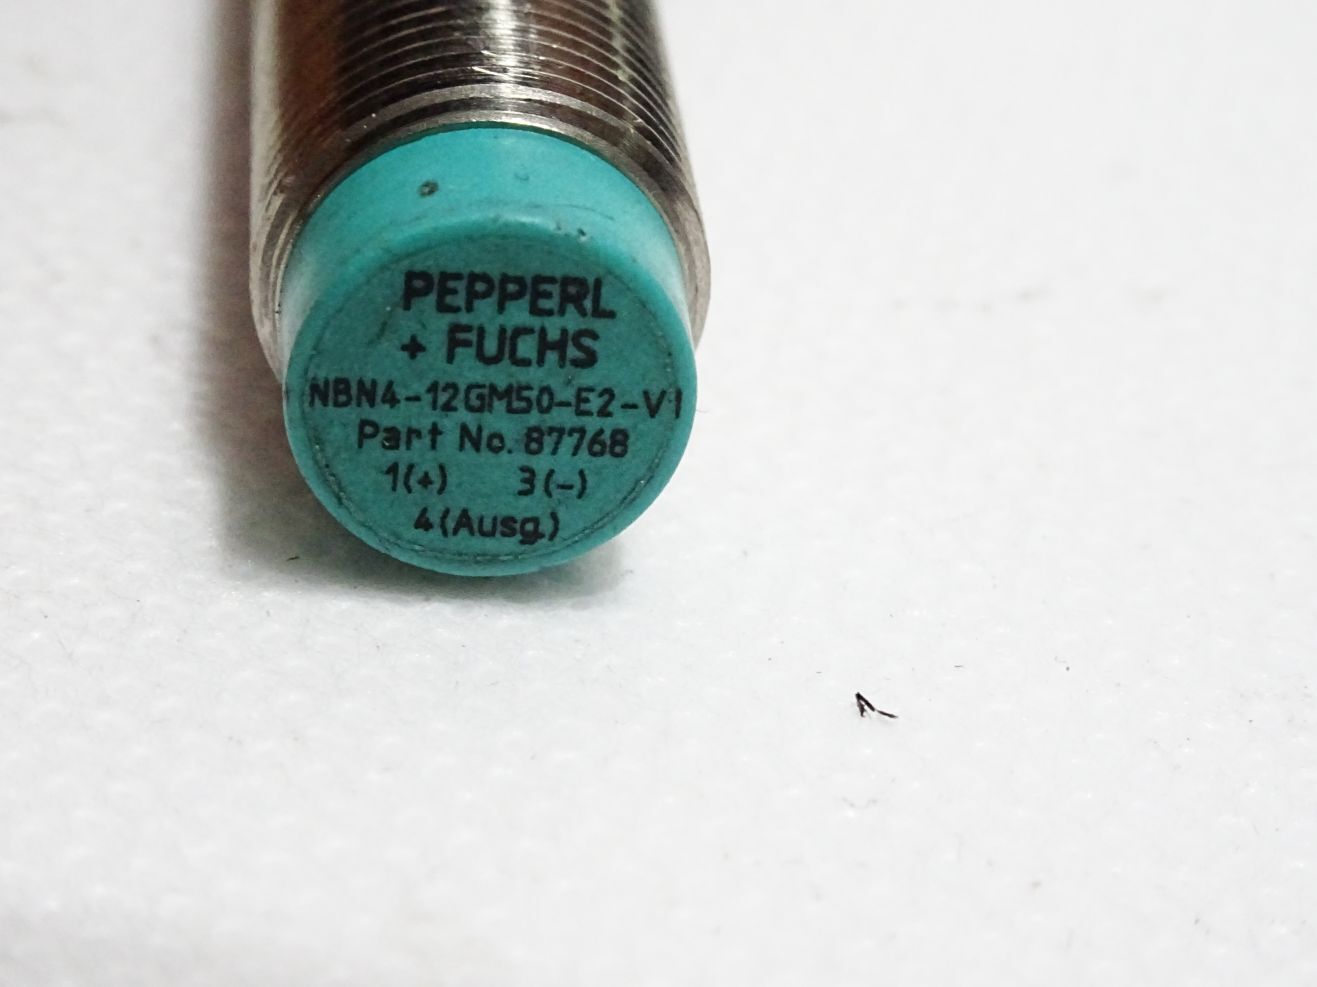 PEPPERL
+ FUCHS
NBN4-12GM50-E2-V1
Part No. 87768
1(+) 3(-)
4(Ausg.)